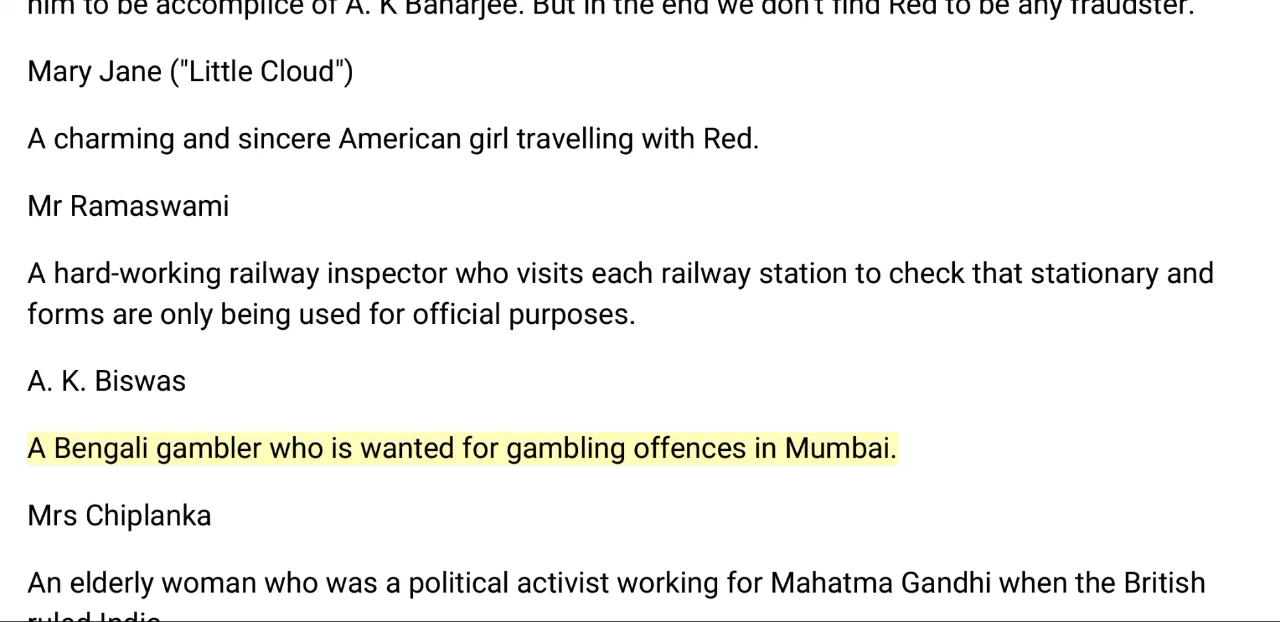 him to be accomplice of A. K Banarjee. But in the end we don't find Red to be any fraudster.
Mary Jane ("Little Cloud")
A charming and sincere American girl travelling with Red.
Mr Ramaswami
A hard-working railway inspector who visits each railway station to check that stationary and
forms are only being used for official purposes.
A. K. Biswas
A Bengali gambler who is wanted for gambling offences in Mumbai.
Mrs Chiplanka
An elderly woman who was a political activist working for Mahatma Gandhi when the British
ruled India